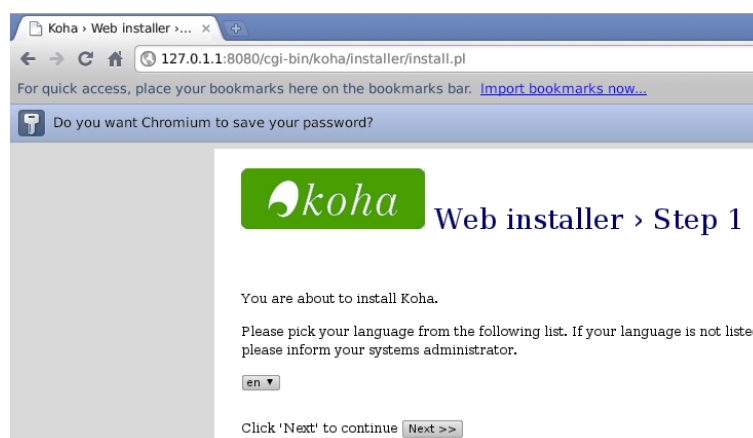 Koha › Web installer ›...
127.0.1.1:8080/cgi-bin/koha/installer/install.pl
For quick access, place your bookmarks here on the bookmarks bar. Import bookmarks now...
Do you want Chromium to save your password?
koha
Web installer › Step 1
You are about to install Koha.
Please pick your language from the following list. If your language is not
please inform your systems administrator.
en
Click 'Next' to continue Next >>